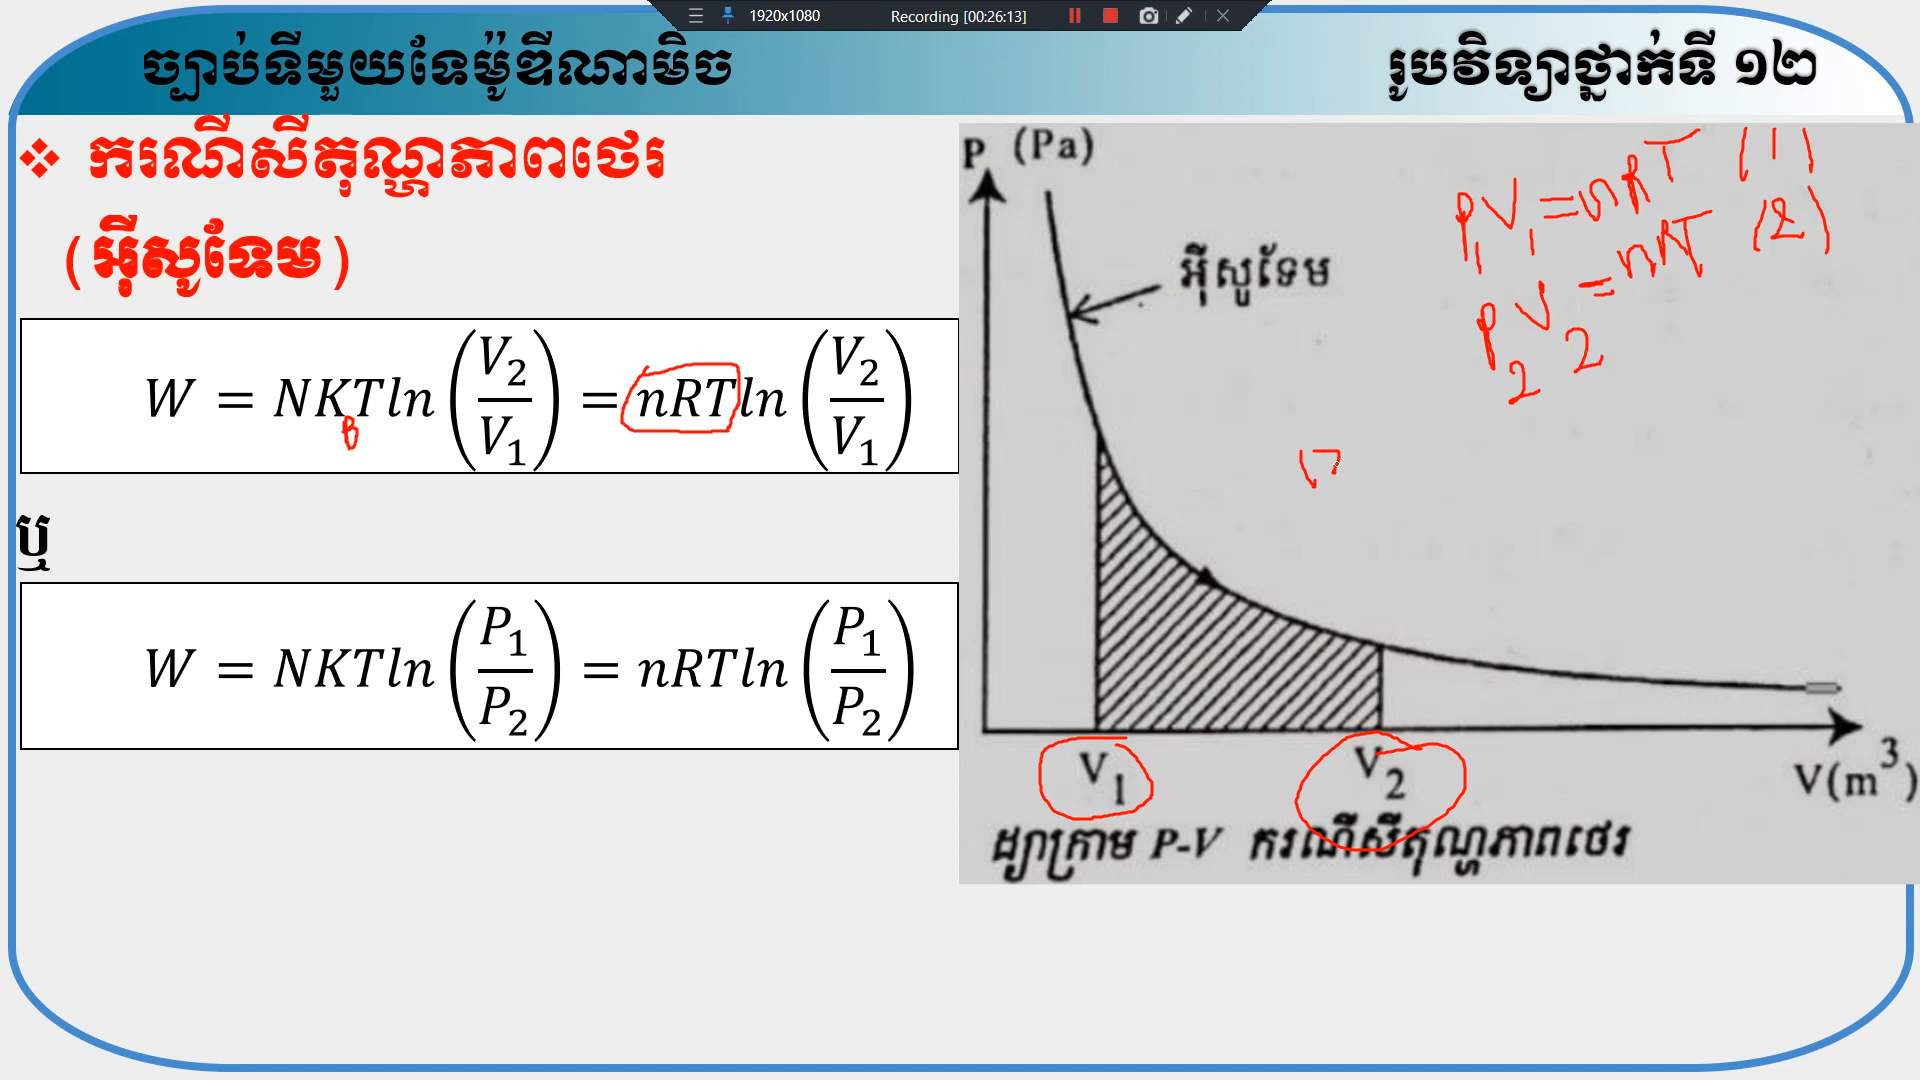 1920x1080 Recording [00:26:13]
ច្បាប់ទីមួយទែម៉ូឌីណាមិច
រូបវិទ្យាថ្នាក់ទី ១២
❖ ករណីសីតុណ្ហភាពថេរ
(អ៊ីសូទែម)
W = NKTln(V₂/V₁) = nRTln(V₂/V₁)
B
ឬ
W = NKTln(P₁/P₂) = nRTln(P₁/P₂)
P (Pa)
P₁V₁=nRT (1)
P₂V₂=nRT (2)
អ៊ីសូទែម
V₁
V₂
V(m³)
ដ្យាក្រាម P-V ករណីសីតុណ្ហភាពថេរ